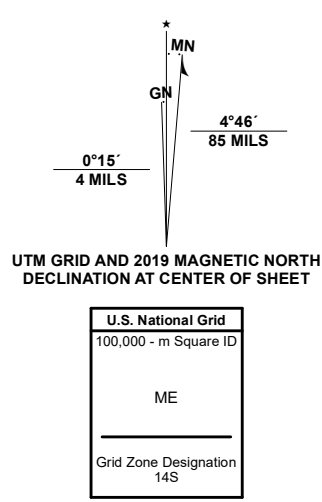 ★
MN
GN
4°46´
85 MILS
0°15´
4 MILS
UTM GRID AND 2019 MAGNETIC NORTH
DECLINATION AT CENTER OF SHEET
U.S. National Grid
100,000 - m Square ID
ME
Grid Zone Designation
14S